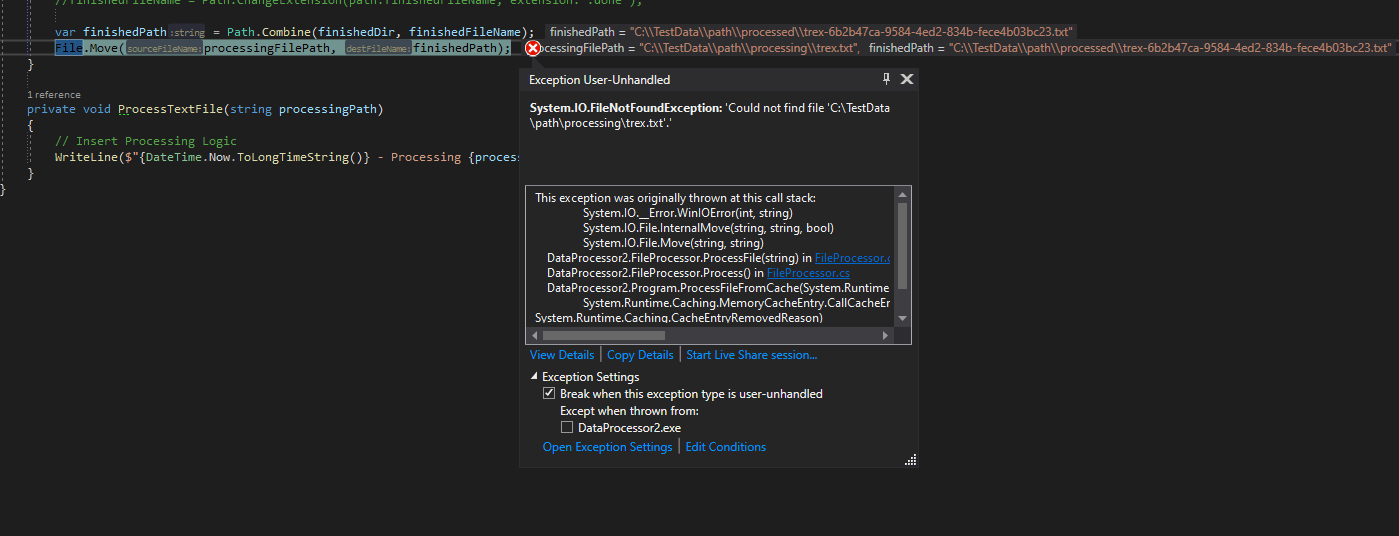 //finishedFileName = Path.ChangeExtension(path:finishedFileName, extension: ".done");
var finishedPath :string = Path.Combine(finishedDir, finishedFileName); finishedPath = "C:\\TestData\\path\\processed\\trex-6b2b47ca-9584-4ed2-834b-fece4b03bc23.txt"
File.Move( sourceFileName: processingFilePath, destFileName: finishedPath); ocessingFilePath = "C:\\TestData\\path\\processing\\trex.txt", finishedPath = "C:\\TestData\\path\\processed\\trex-6b2b47ca-9584-4ed2-834b-fece4b03bc23.txt"
}
Exception User-Unhandled
System.IO.FileNotFoundException: 'Could not find file 'C:\TestData
\path\processing\trex.txt'.'
1 reference
private void ProcessTextFile(string processingPath)
{
// Insert Processing Logic
WriteLine($"{DateTime.Now.ToLongTimeString()} - Processing {process
}
}
This exception was originally thrown at this call stack:
System.IO.__Error.WinIOError(int, string)
System.IO.File.InternalMove(string, string, bool)
System.IO.File.Move(string, string)
DataProcessor2.FileProcessor.ProcessFile(string) in FileProcessor.c
DataProcessor2.FileProcessor.Process() in FileProcessor.cs
DataProcessor2.Program.ProcessFileFromCache(System.Runtime
System.Runtime.Caching.MemoryCacheEntry.CallCacheEn
System.Runtime.Caching.CacheEntryRemovedReason)
View Details | Copy Details | Start Live Share session...
Exception Settings
Break when this exception type is user-unhandled
Except when thrown from:
DataProcessor2.exe
Open Exception Settings | Edit Conditions